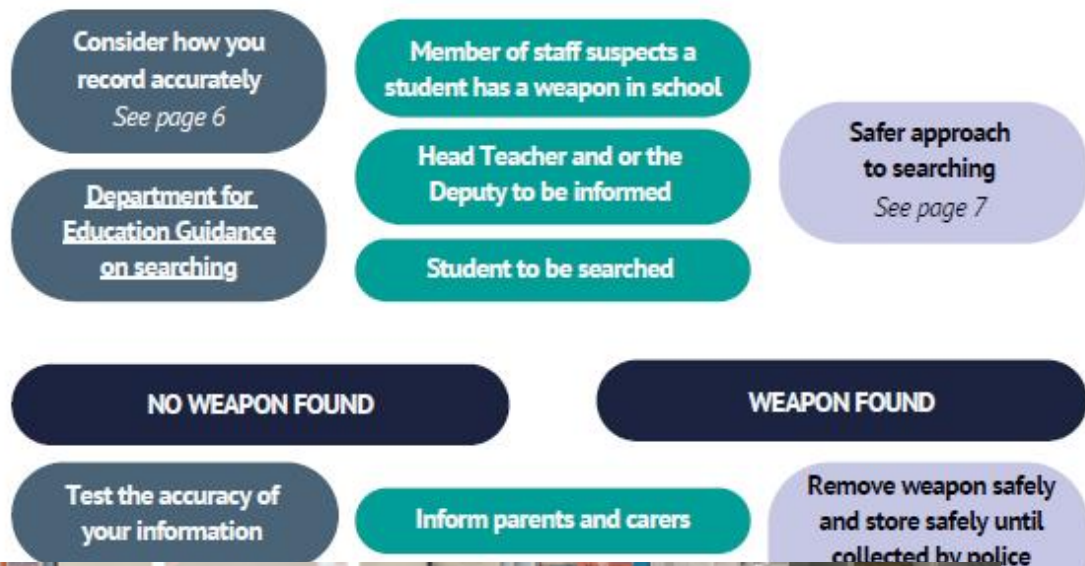 Consider how you
record accurately
See page 6
Department for
Education Guidance
on searching
Member of staff suspects a
student has a weapon in school
Head Teacher and or the
Deputy to be informed
Student to be searched
Safer approach
to searching
See page 7
NO WEAPON FOUND
WEAPON FOUND
Test the accuracy of
your information
Inform parents and carers
Remove weapon safely
and store safely until
collected by police